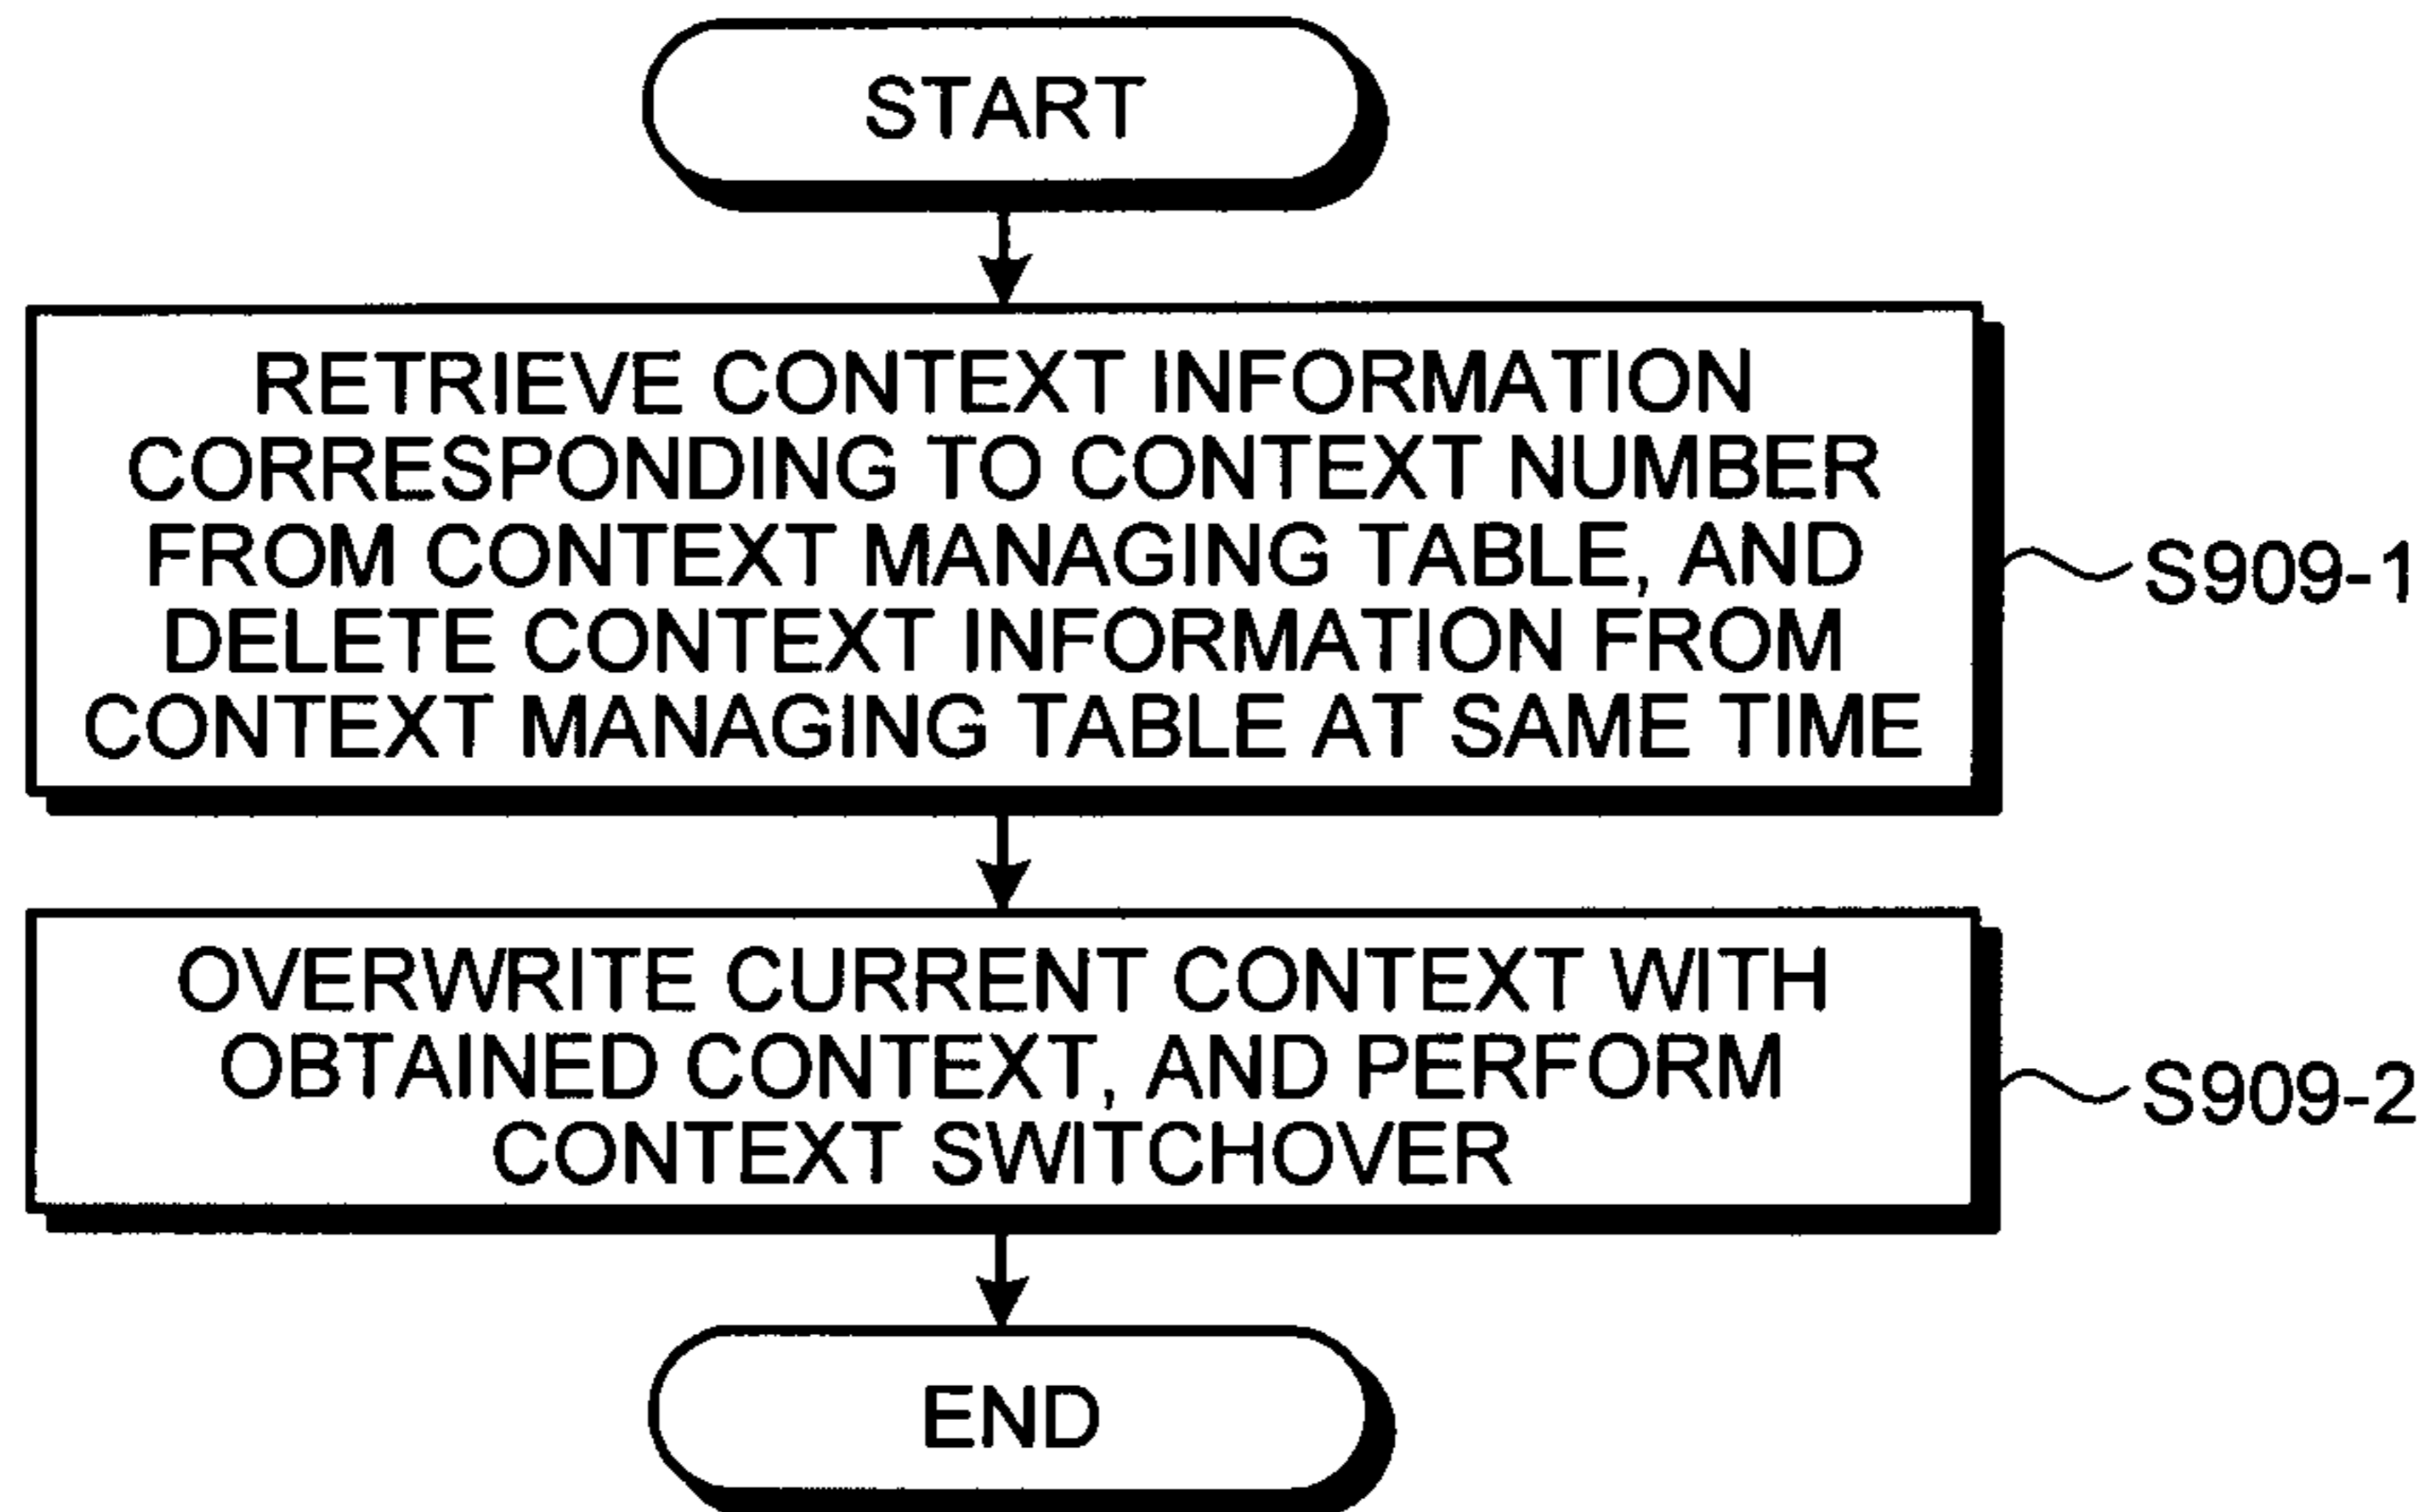 START
RETRIEVE CONTEXT INFORMATION
CORRESPONDING TO CONTEXT NUMBER
FROM CONTEXT MANAGING TABLE, AND
DELETE CONTEXT INFORMATION FROM
CONTEXT MANAGING TABLE AT SAME TIME
S909-1
OVERWRITE CURRENT CONTEXT WITH
OBTAINED CONTEXT, AND PERFORM
CONTEXT SWITCHOVER
S909-2
END